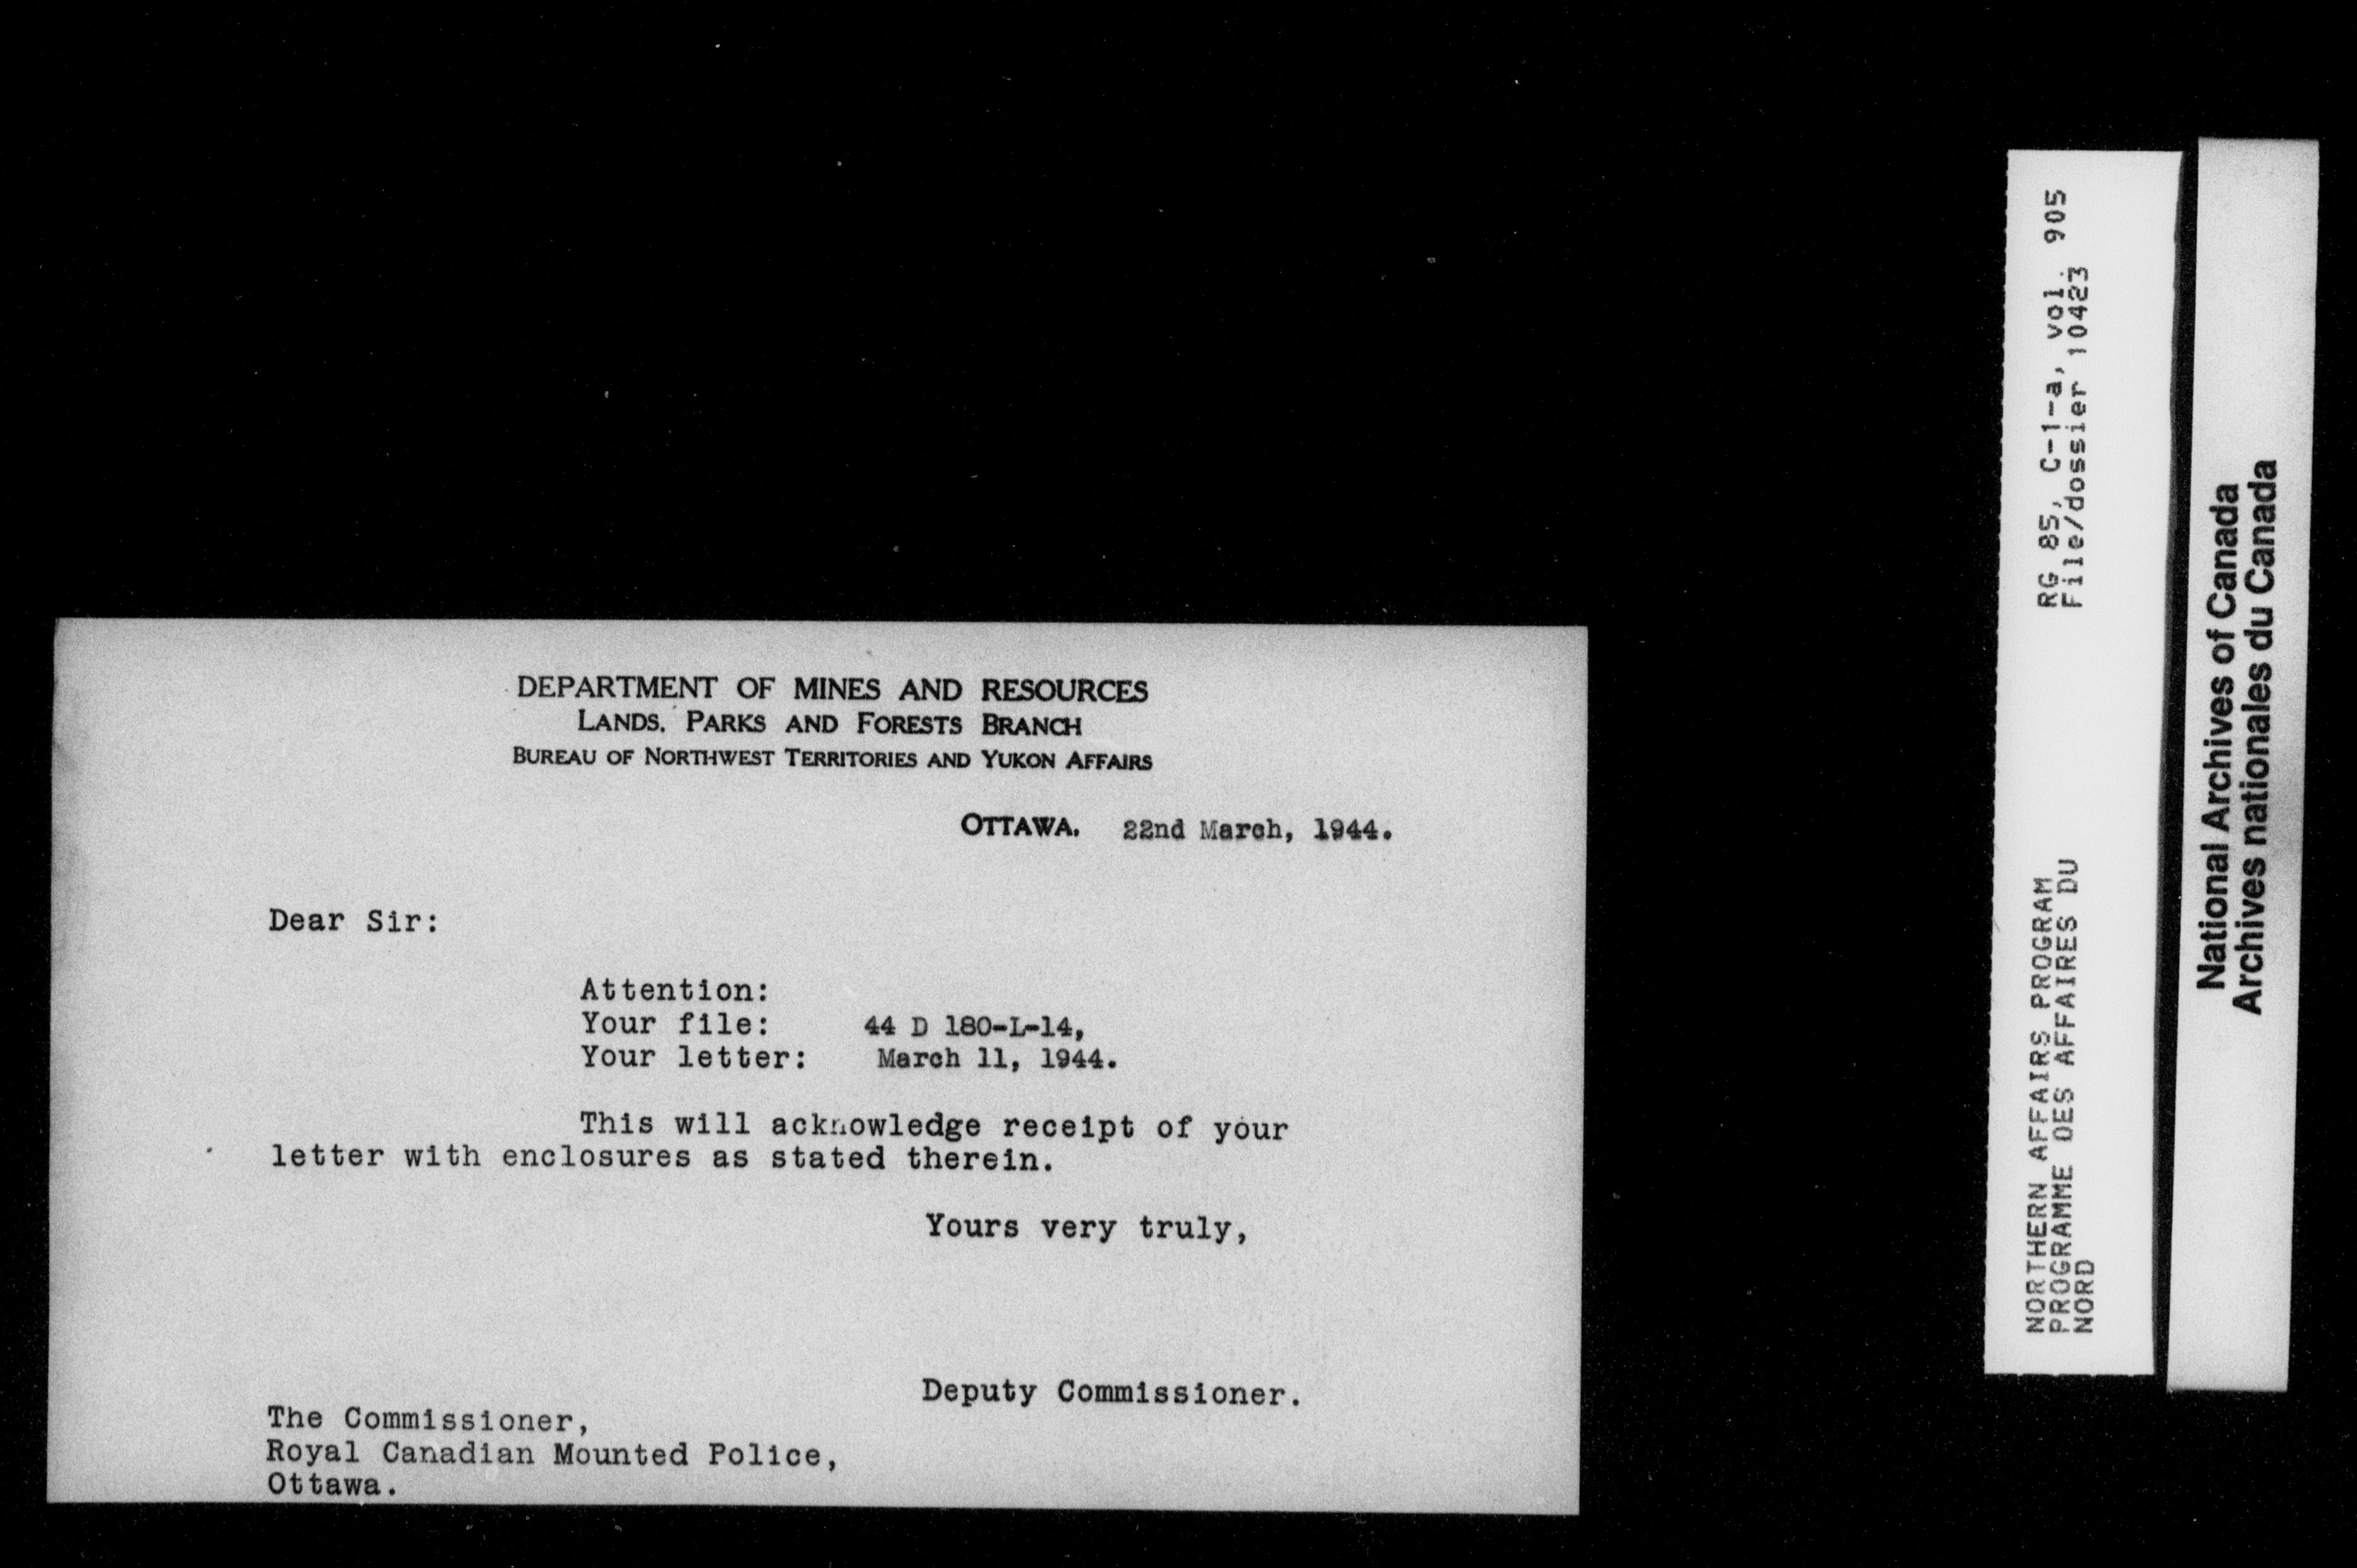 DEPARTMENT OF MINES AND RESOURCES
LANDS, PARKS AND FORESTS BRANCH
BUREAU OF NORTHWEST TERRITORIES AND YUKON AFFAIRS
OTTAWA, 22nd March, 1944.
Dear Sir:
Attention:
Your file: 44 D 180-L-14,
Your letter: March 11, 1944.
This will acknowledge receipt of your
letter with enclosures as stated therein.
Yours very truly,
Deputy Commissioner.
The Commissioner,
Royal Canadian Mounted Police,
Ottawa.
RG 85, C-1-a, vol. 905
File/dossier 10423
NORTHERN AFFAIRS PROGRAM
PROGRAMME DES AFFAIRES DU
NORD
National Archives of Canada
Archives nationales du Canada